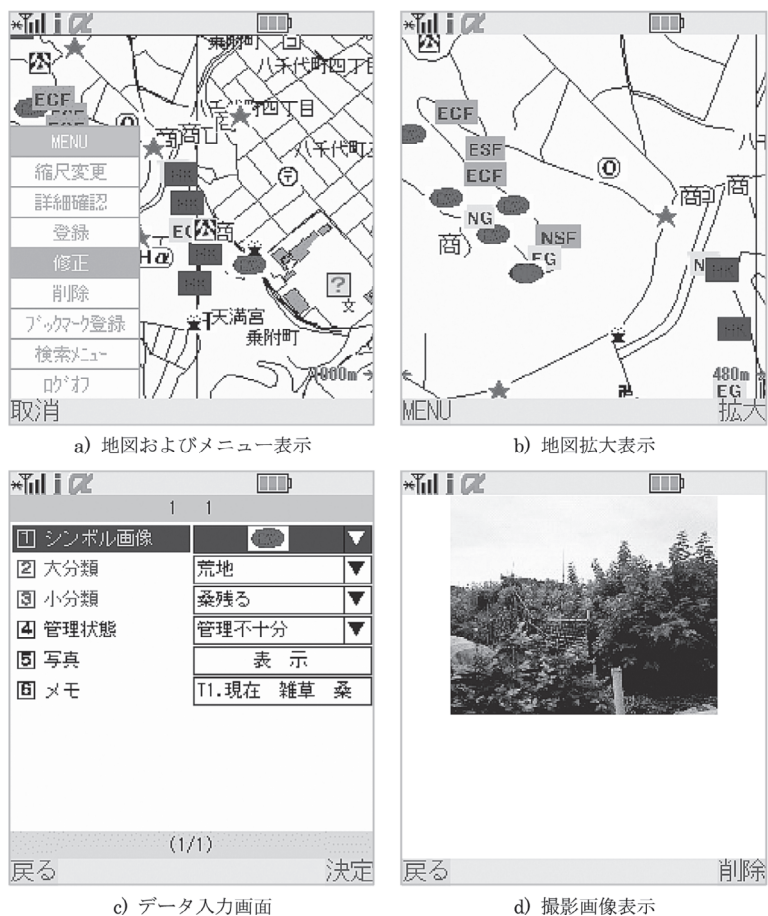 乗附町
八千代町四丁目
ECF
千代町四丁目
MENU
商
縮尺変更
詳細確認
登録
商
修正
削除
?
文
ブックマーク登録
天満宮
乗附町
検索メニュー
ログオフ
1000m
取消
a) 地図およびメニュー表示
公
ECF
ESF
ECF
商
商
NG
商
NSF
EG
480m
EG
MENU
拡大
b) 地図拡大表示
1 1
1 シンボル画像
2 大分類 荒地
3 小分類 桑残る
4 管理状態 管理不十分
5 写真 表 示
6 メモ T1.現在 雑草 桑
(1/1)
戻る 決定
c) データ入力画面
戻る 削除
d) 撮影画像表示